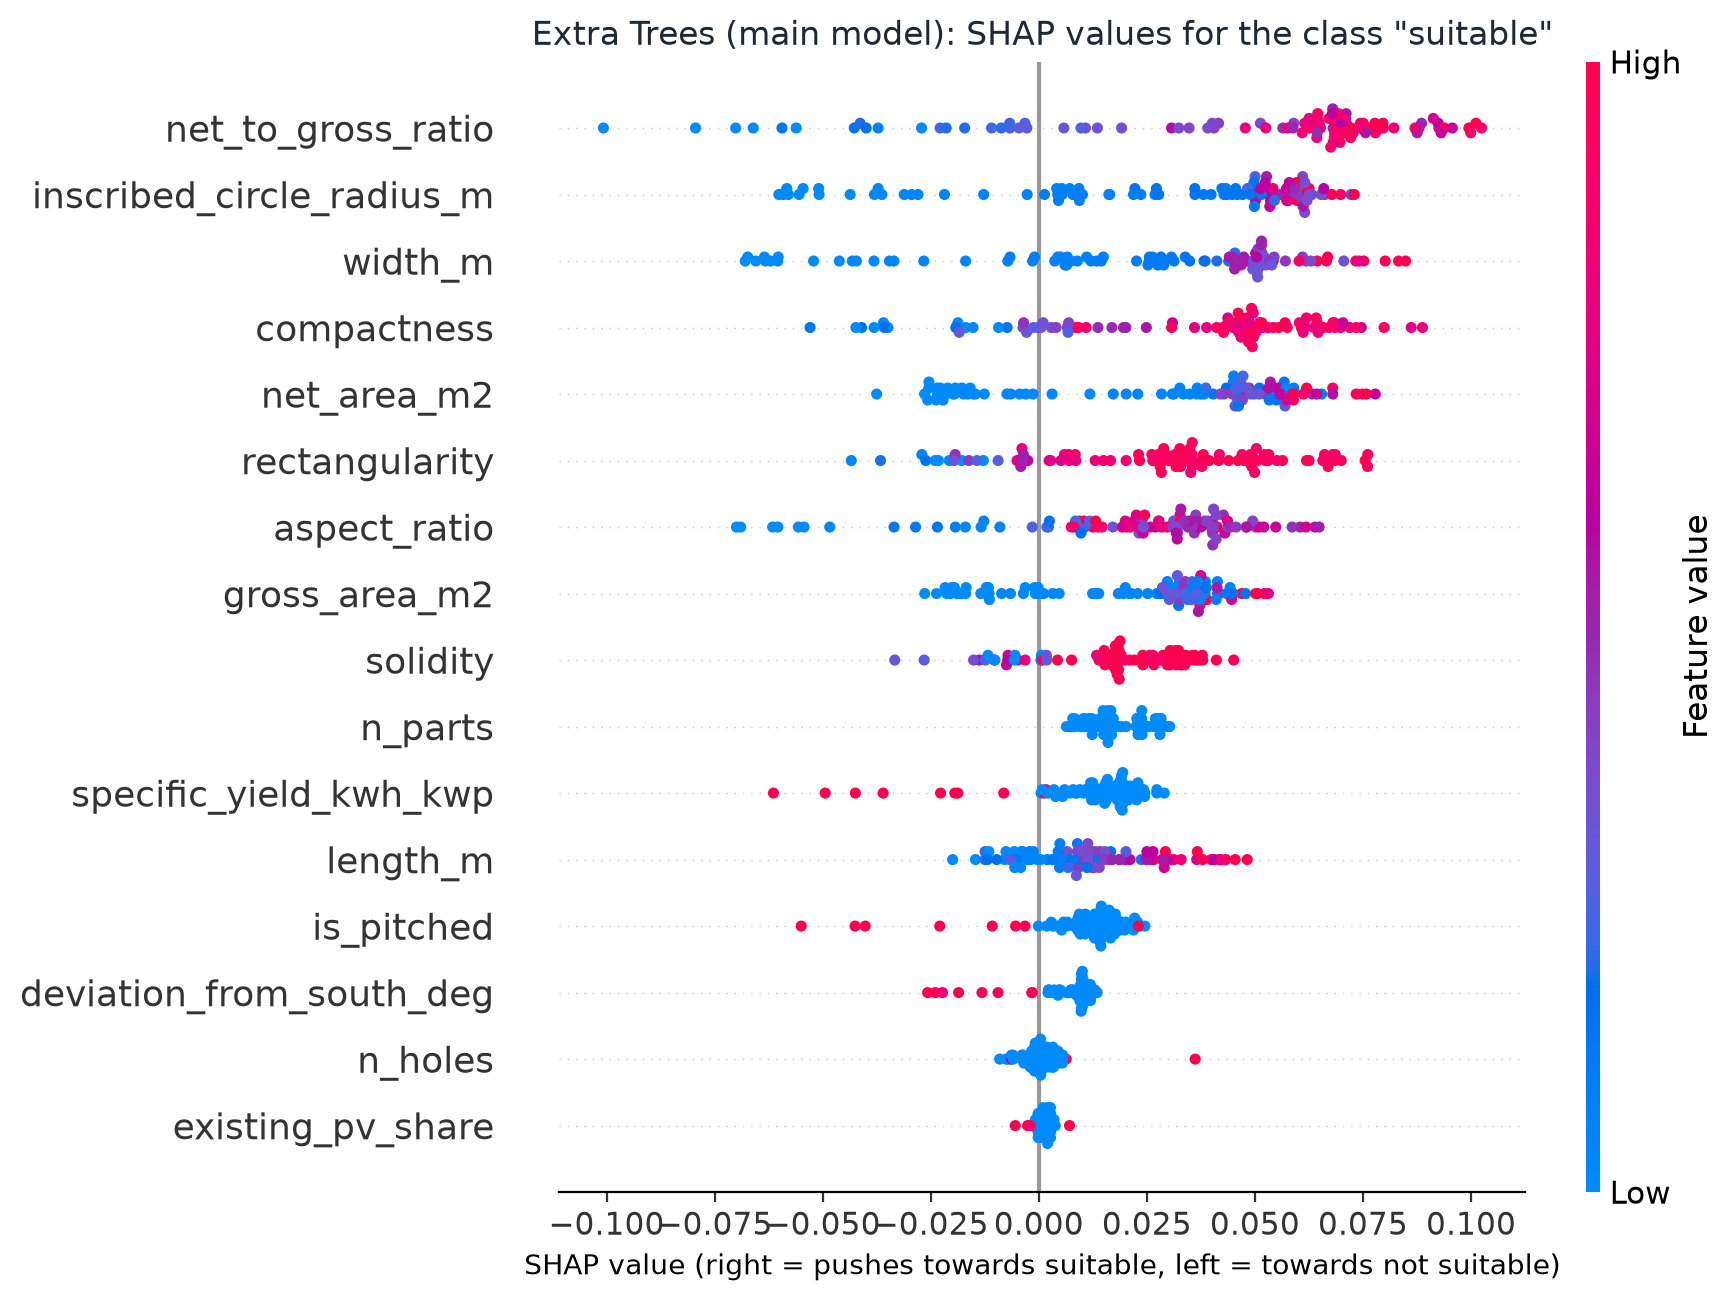 Extra Trees (main model): SHAP values for the class "suitable"
High
net_to_gross_ratio
inscribed_circle_radius_m
width_m
compactness
net_area_m2
rectangularity
aspect_ratio
gross_area_m2
solidity
n_parts
specific_yield_kwh_kwp
length_m
is_pitched
deviation_from_south_deg
n_holes
existing_pv_share
Feature value
Low
−0.100 −0.075 −0.050 −0.025 0.000 0.025 0.050 0.075 0.100
SHAP value (right = pushes towards suitable, left = towards not suitable)